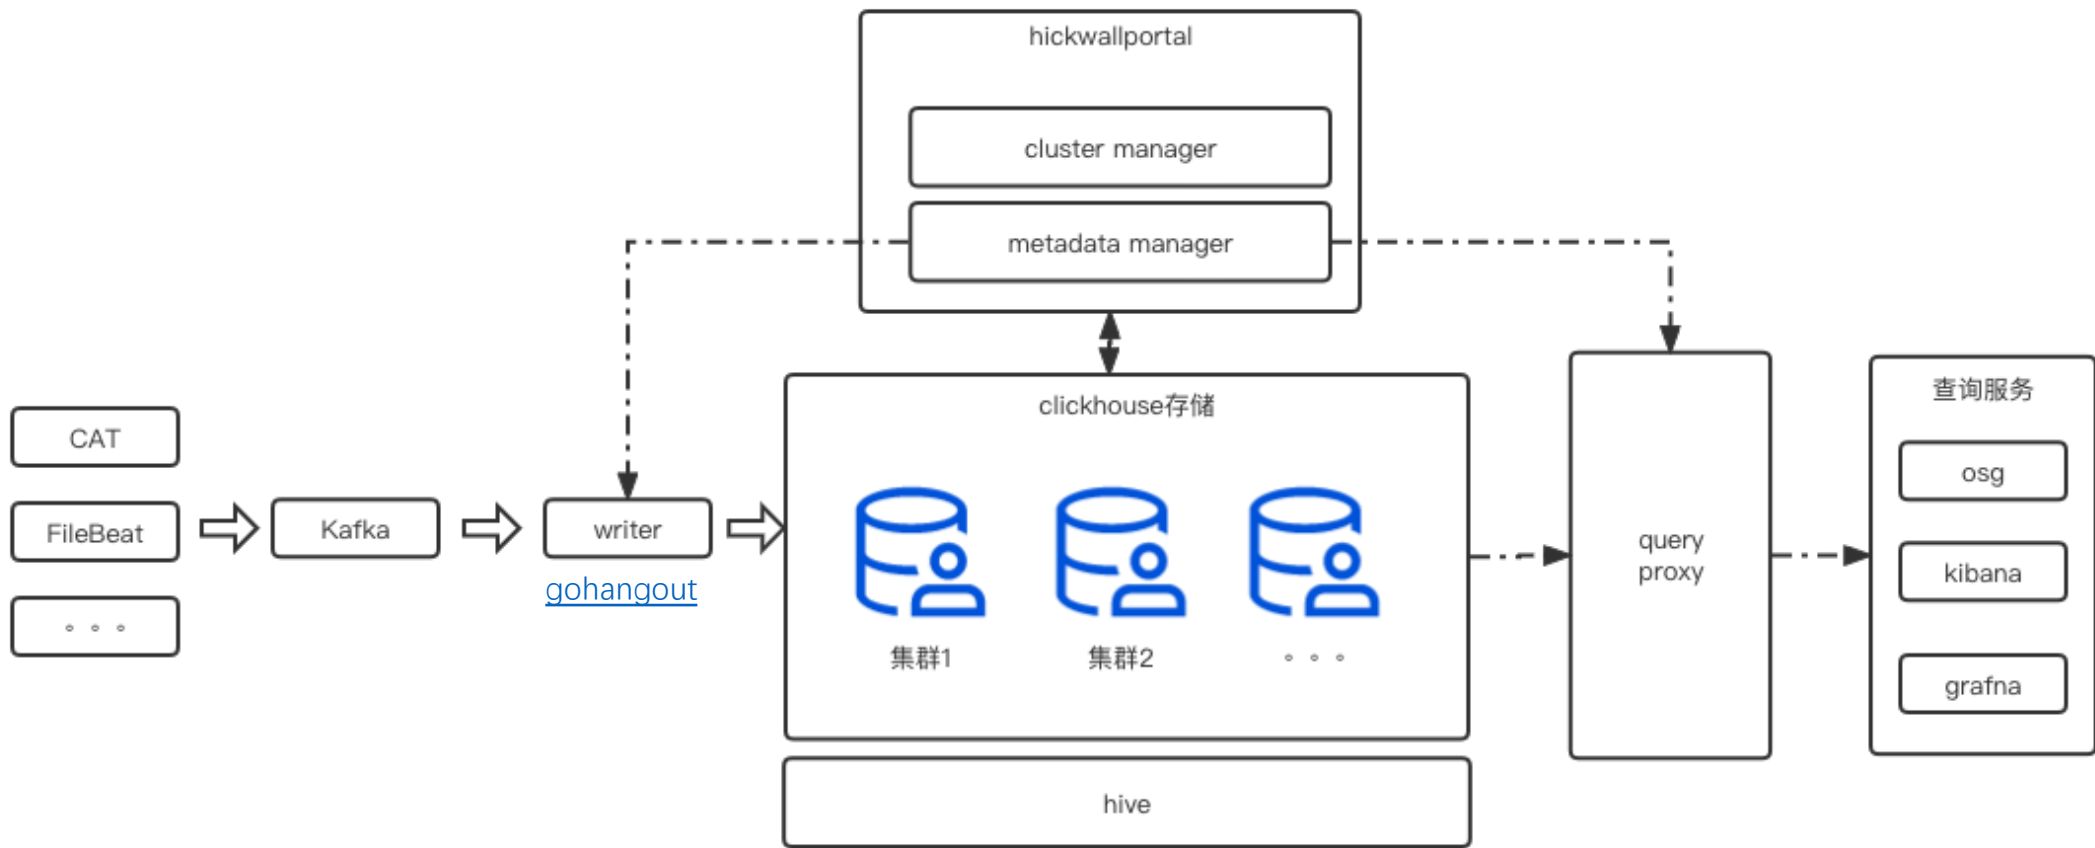 hickwallportal
cluster manager
metadata manager
CAT
FileBeat
。。。
Kafka
writer
gohangout
clickhouse存储
集群1
集群2
。。。
hive
query
proxy
查询服务
osg
kibana
grafna